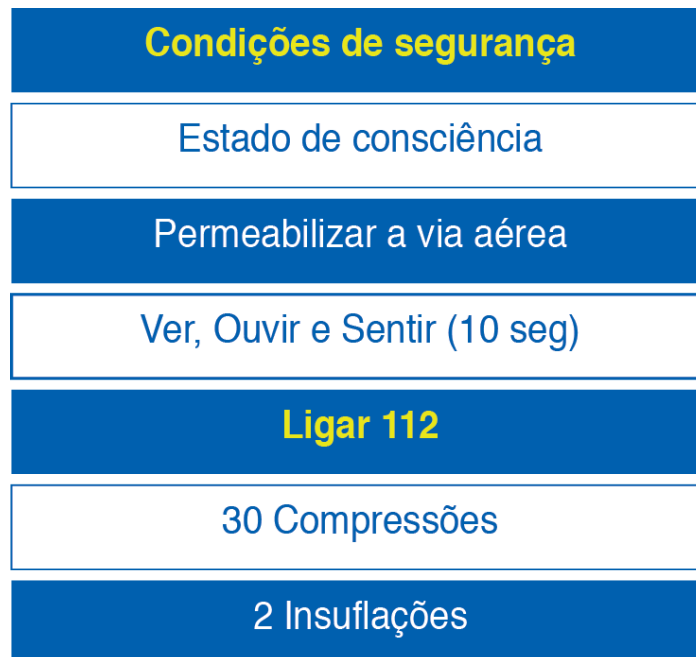 Condições de segurança
Estado de consciência
Permeabilizar a via aérea
Ver, Ouvir e Sentir (10 seg)
Ligar 112
30 Compressões
2 Insuflações